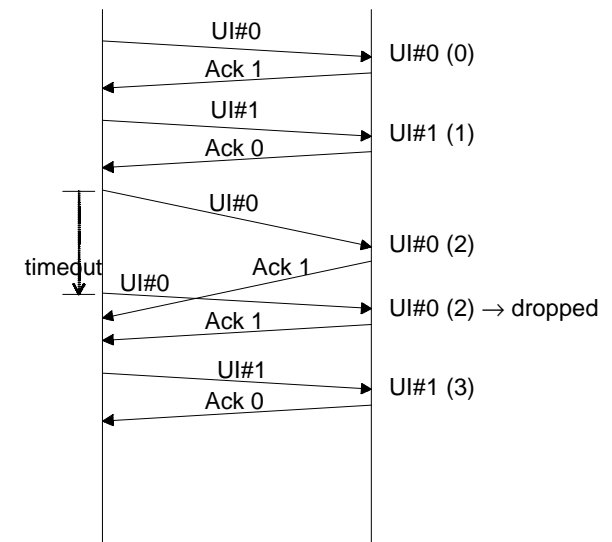 UI#0
UI#0 (0)
Ack 1
UI#1
UI#1 (1)
Ack 0
UI#0
UI#0 (2)
Ack 1
timeout
UI#0
UI#0 (2) → dropped
Ack 1
UI#1
UI#1 (3)
Ack 0